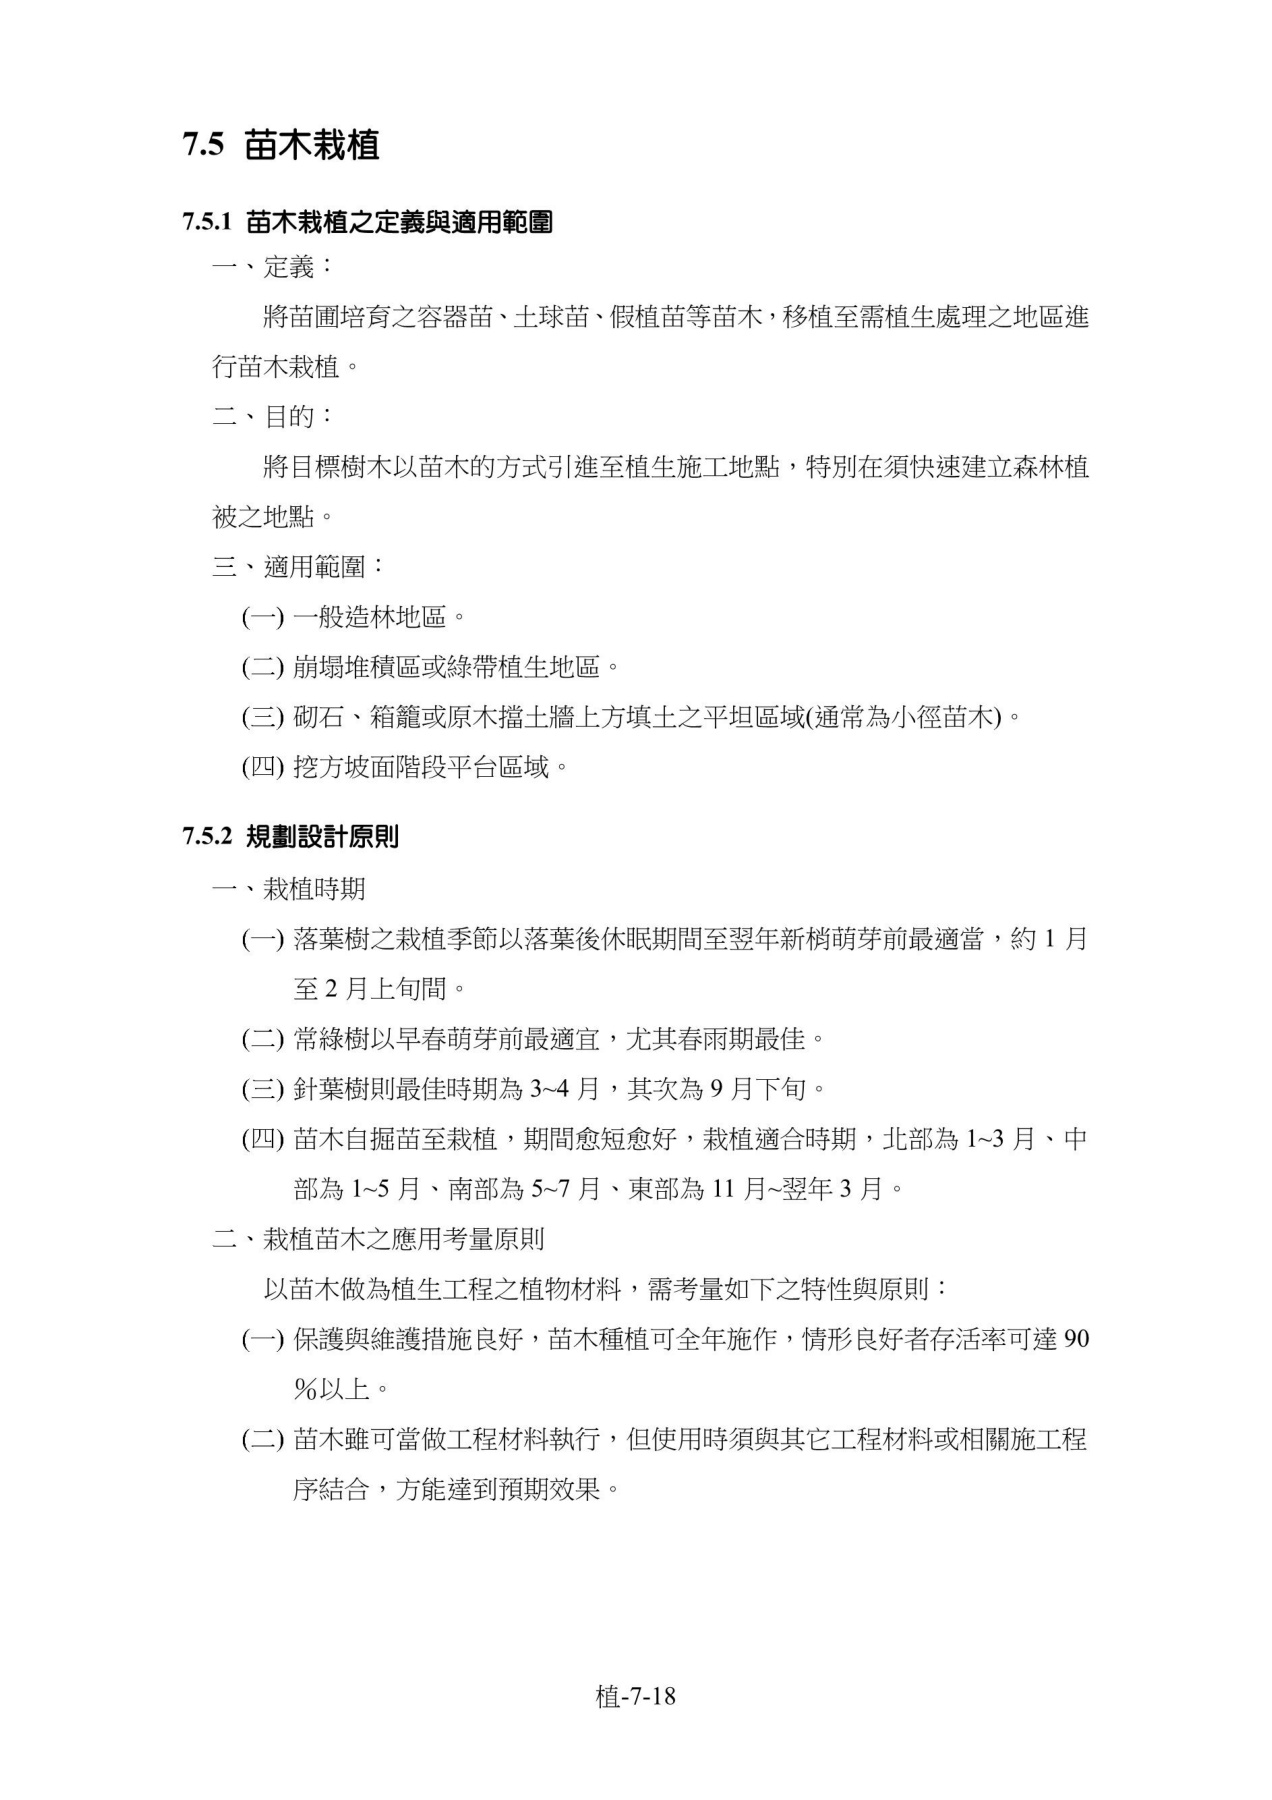 7.5 苗木栽植
7.5.1 苗木栽植之定義與適用範圍
一、定義：
將苗圃培育之容器苗、土球苗、假植苗等苗木，移植至需植生處理之地區進
行苗木栽植。
二、目的：
將目標樹木以苗木的方式引進至植生施工地點，特別在須快速建立森林植
被之地點。
三、適用範圍：
(一) 一般造林地區。
(二) 崩塌堆積區或綠帶植生地區。
(三) 砌石、箱籠或原木擋土牆上方填土之平坦區域(通常為小徑苗木)。
(四) 挖方坡面階段平台區域。
7.5.2 規劃設計原則
一、栽植時期
(一) 落葉樹之栽植季節以落葉後休眠期間至翌年新梢萌芽前最適當，約 1 月
至 2 月上旬間。
(二) 常綠樹以早春萌芽前最適宜，尤其春雨期最佳。
(三) 針葉樹則最佳時期為 3~4 月，其次為 9 月下旬。
(四) 苗木自掘苗至栽植，期間愈短愈好，栽植適合時期，北部為 1~3 月、中
部為 1~5 月、南部為 5~7 月、東部為 11 月~翌年 3 月。
二、栽植苗木之應用考量原則
以苗木做為植生工程之植物材料，需考量如下之特性與原則：
(一) 保護與維護措施良好，苗木種植可全年施作，情形良好者存活率可達 90
％以上。
(二) 苗木雖可當做工程材料執行，但使用時須與其它工程材料或相關施工程
序結合，方能達到預期效果。
植-7-18